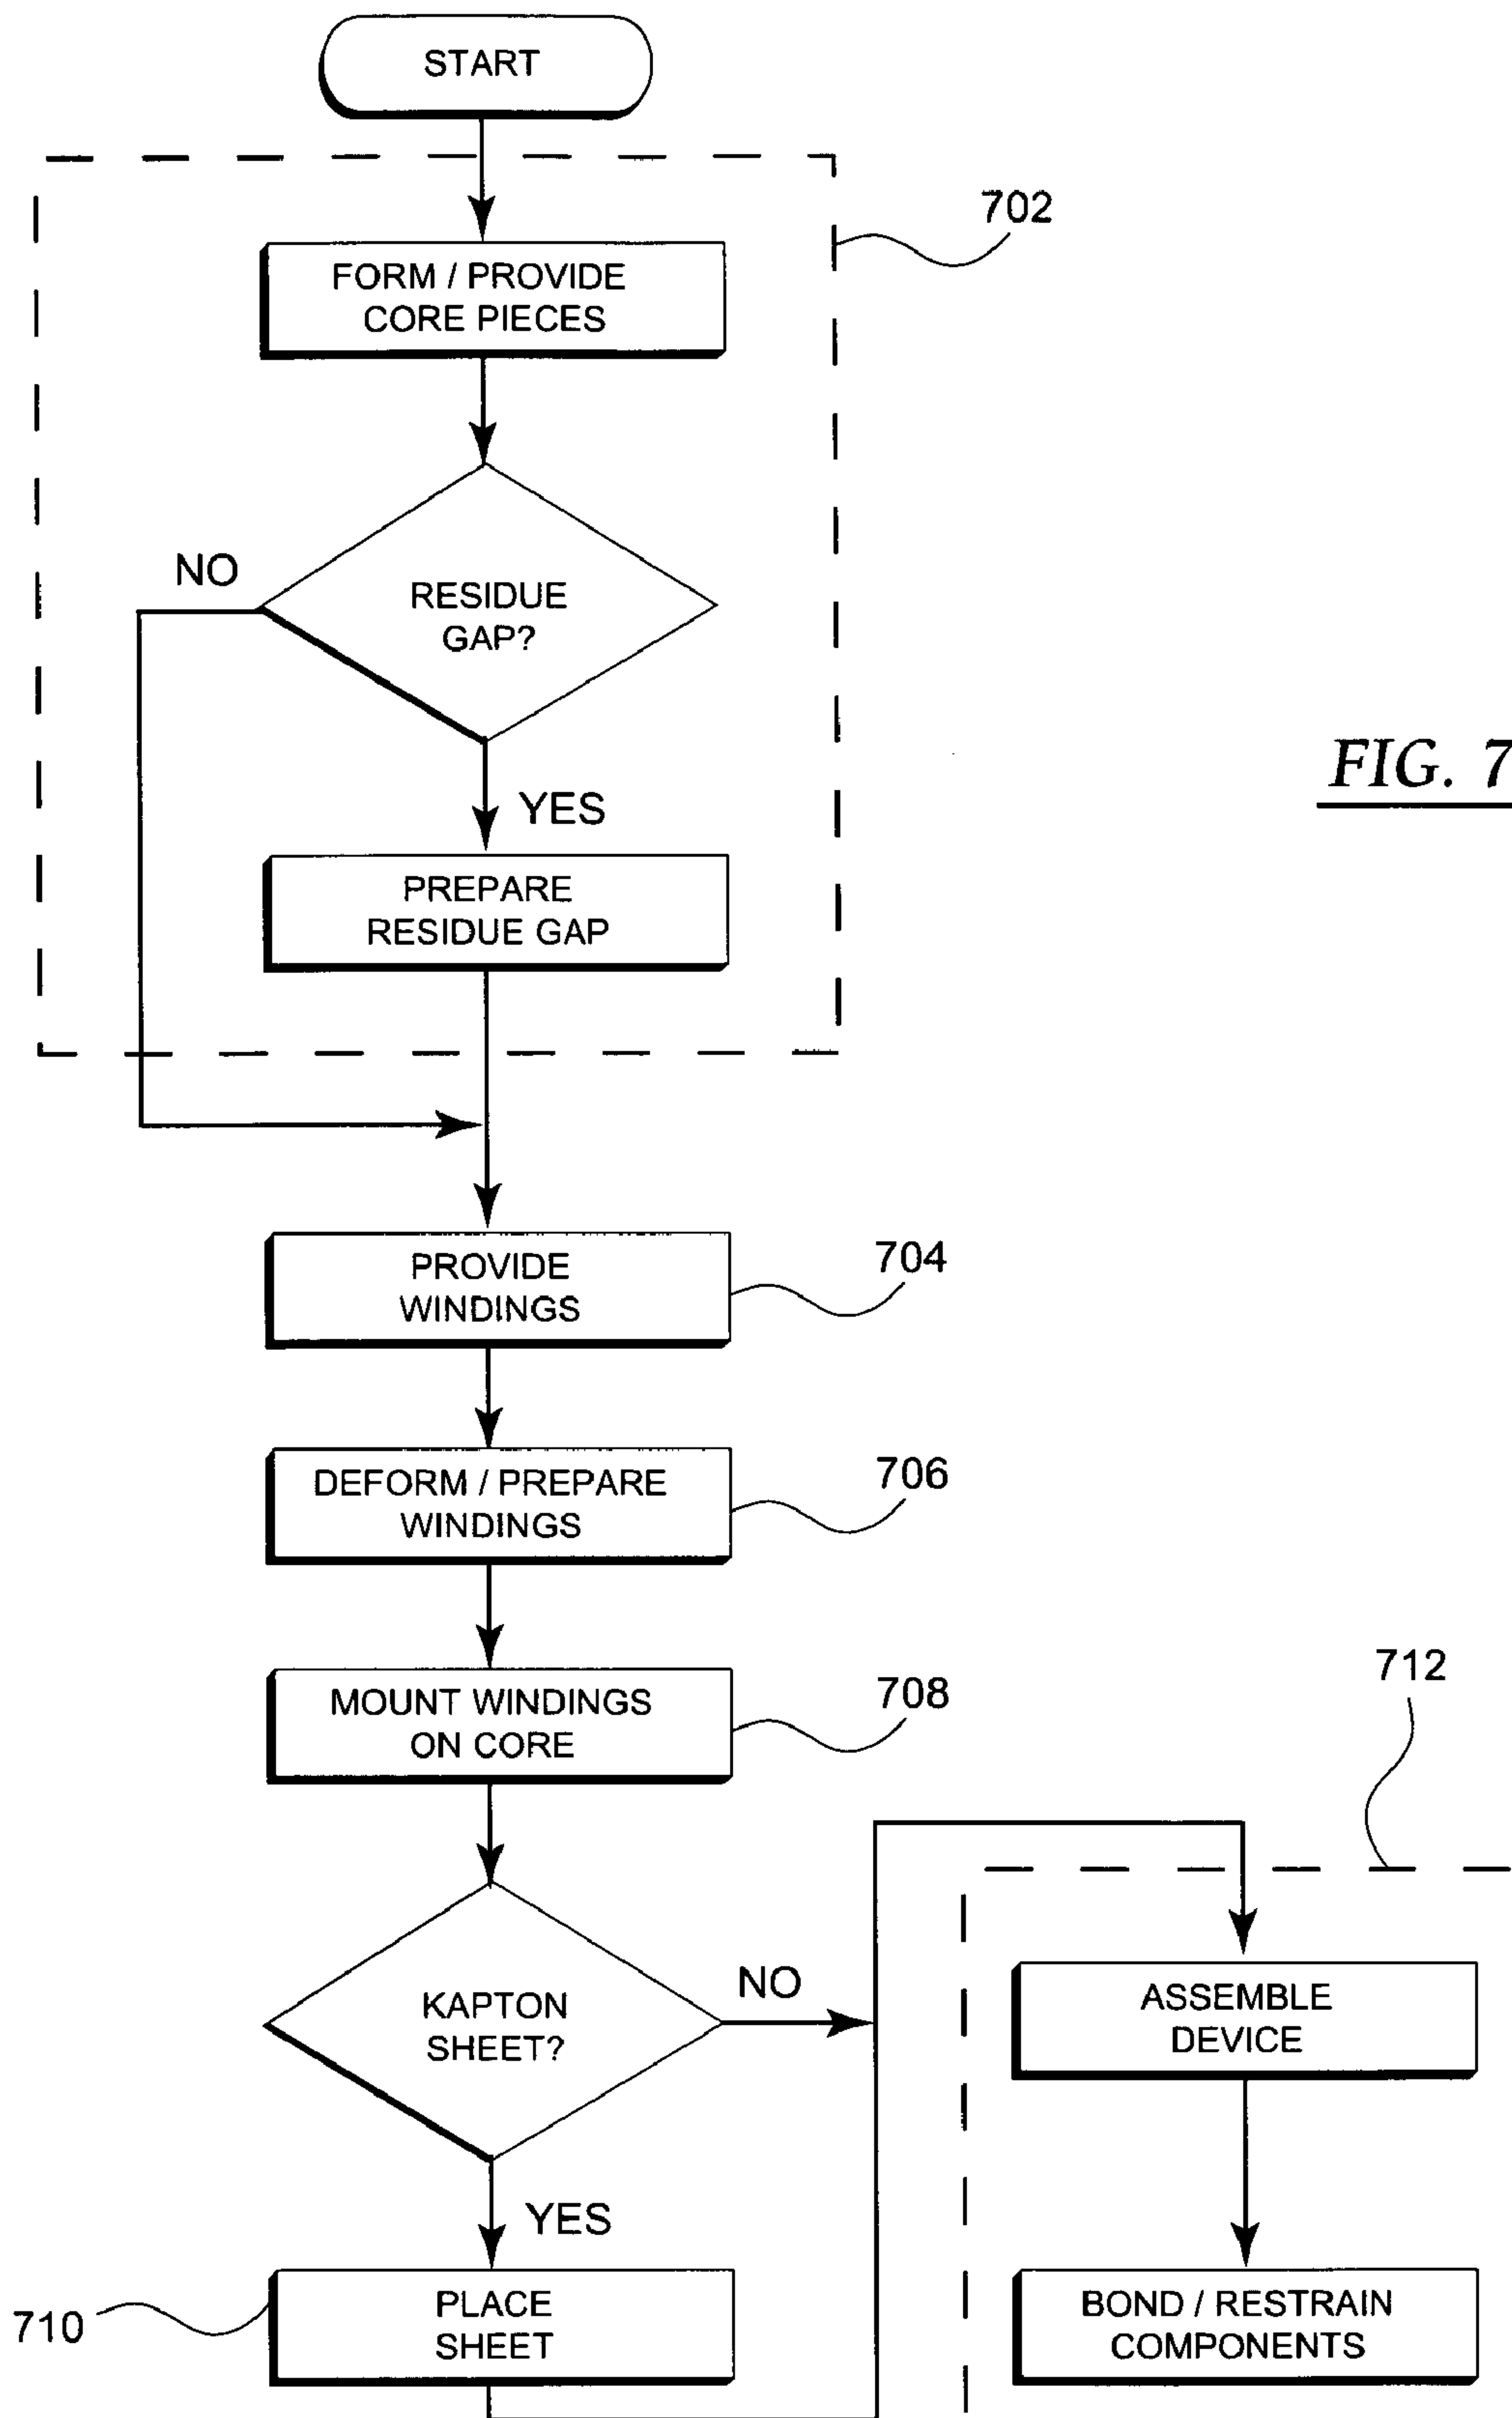 START
702
FORM / PROVIDE
CORE PIECES
NO
RESIDUE
GAP?
FIG. 7
YES
PREPARE
RESIDUE GAP
PROVIDE
WINDINGS
704
DEFORM / PREPARE
WINDINGS
706
MOUNT WINDINGS
ON CORE
708
712
KAPTON
SHEET?
NO
ASSEMBLE
DEVICE
YES
710
PLACE
SHEET
BOND / RESTRAIN
COMPONENTS